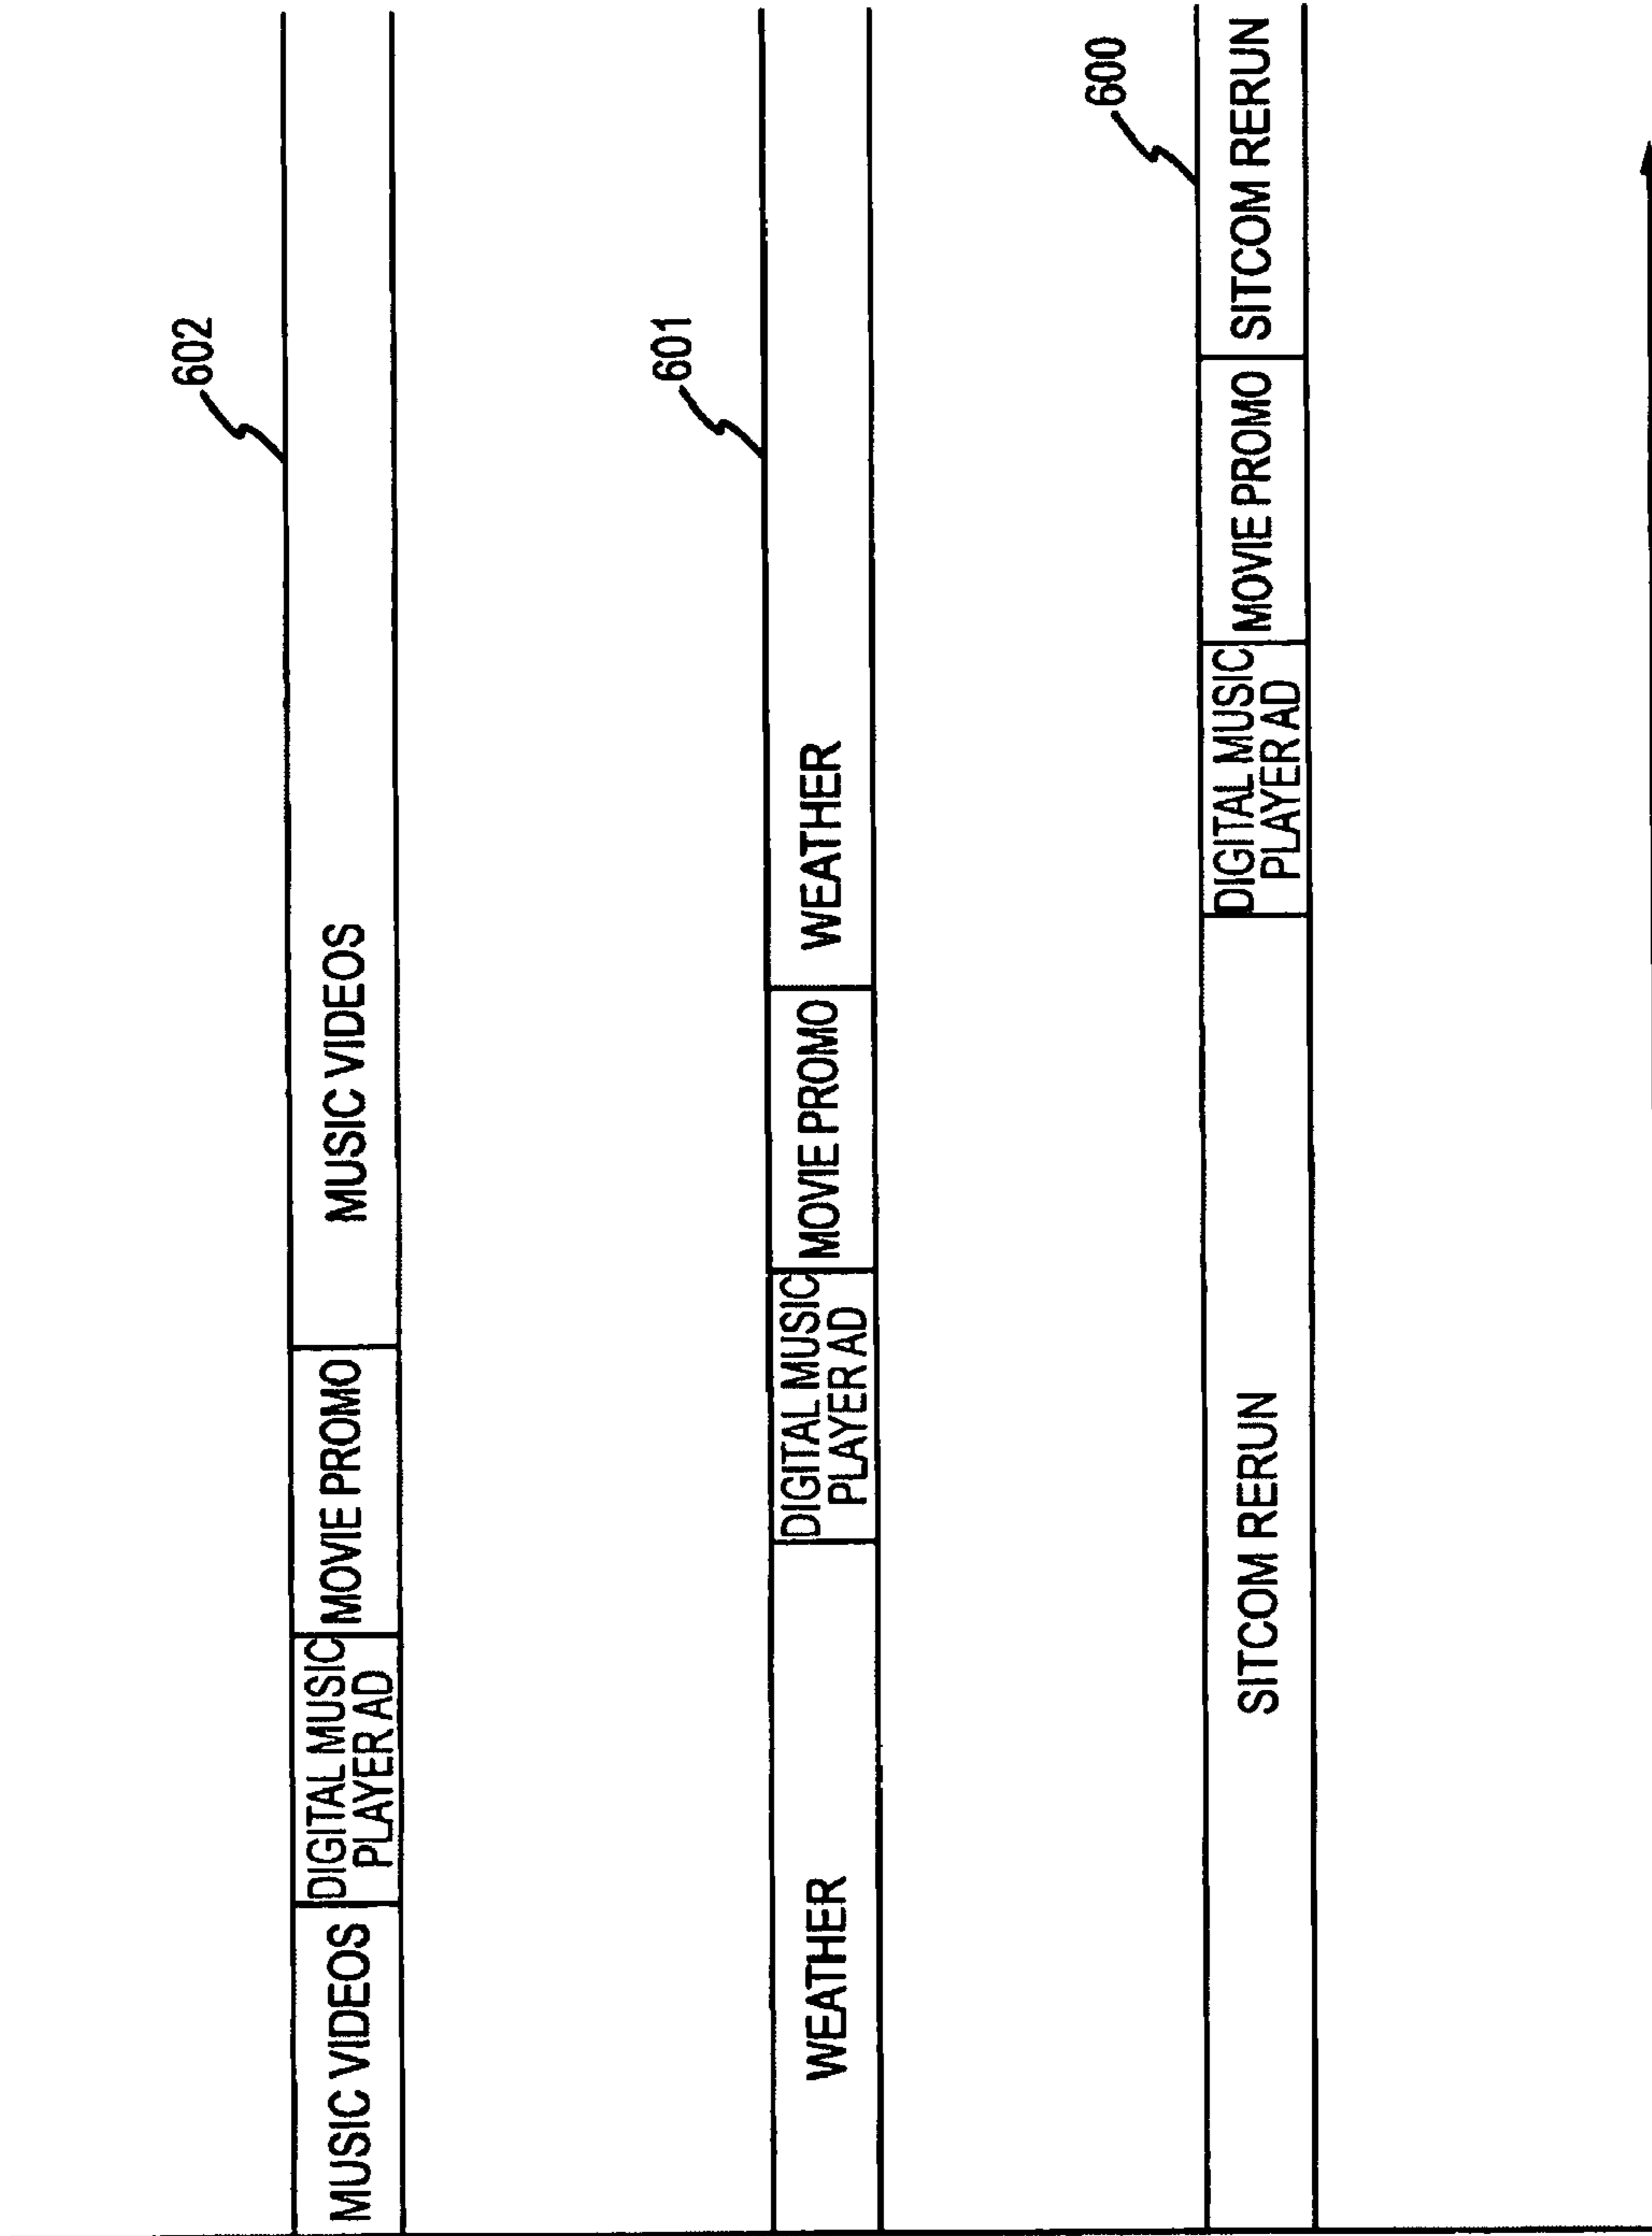 602
MUSIC VIDEOS
DIGITAL MUSIC
PLAYER AD
MOVIE PROMO
MUSIC VIDEOS
601
WEATHER
DIGITAL MUSIC
PLAYER AD
MOVIE PROMO
WEATHER
600
SITCOM RERUN
DIGITAL MUSIC
PLAYER AD
MOVIE PROMO
SITCOM RERUN